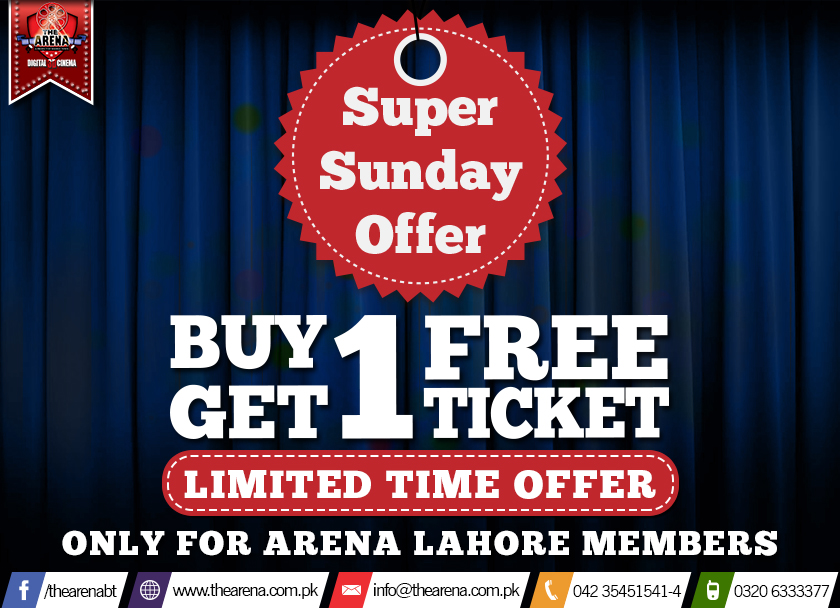 THE
ARENA
DIGITAL CINEMA
Super
Sunday
Offer
BUY 1 FREE
GET TICKET
LIMITED TIME OFFER
ONLY FOR ARENA LAHORE MEMBERS
/thearenabt www.thearena.com.pk info@thearena.com.pk 042 35451541-4 0320 6333377